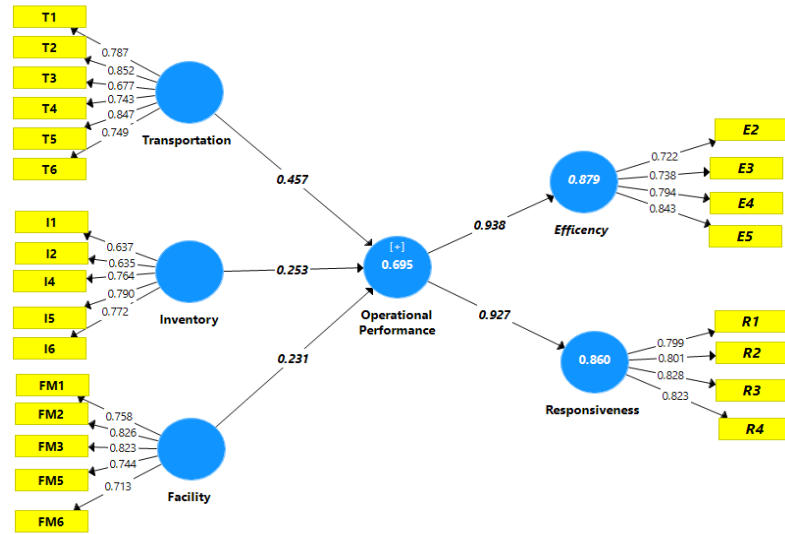 T1
0.787
T2
0.852
T3
0.677
T4
0.743
T5
0.847
T6
0.749
Transportation
0.457
I1
0.637
I2
0.635
I4
0.764
I5
0.790
I6
0.772
Inventory
0.253
FM1
0.758
FM2
0.826
FM3
0.823
FM5
0.744
FM6
0.713
Facility
0.231
[+]
0.695
Operational
Performance
0.938
0.879
Efficency
0.722
E2
0.738
E3
0.794
E4
0.843
E5
0.927
0.860
Responsiveness
0.799
R1
0.801
R2
0.828
R3
0.823
R4